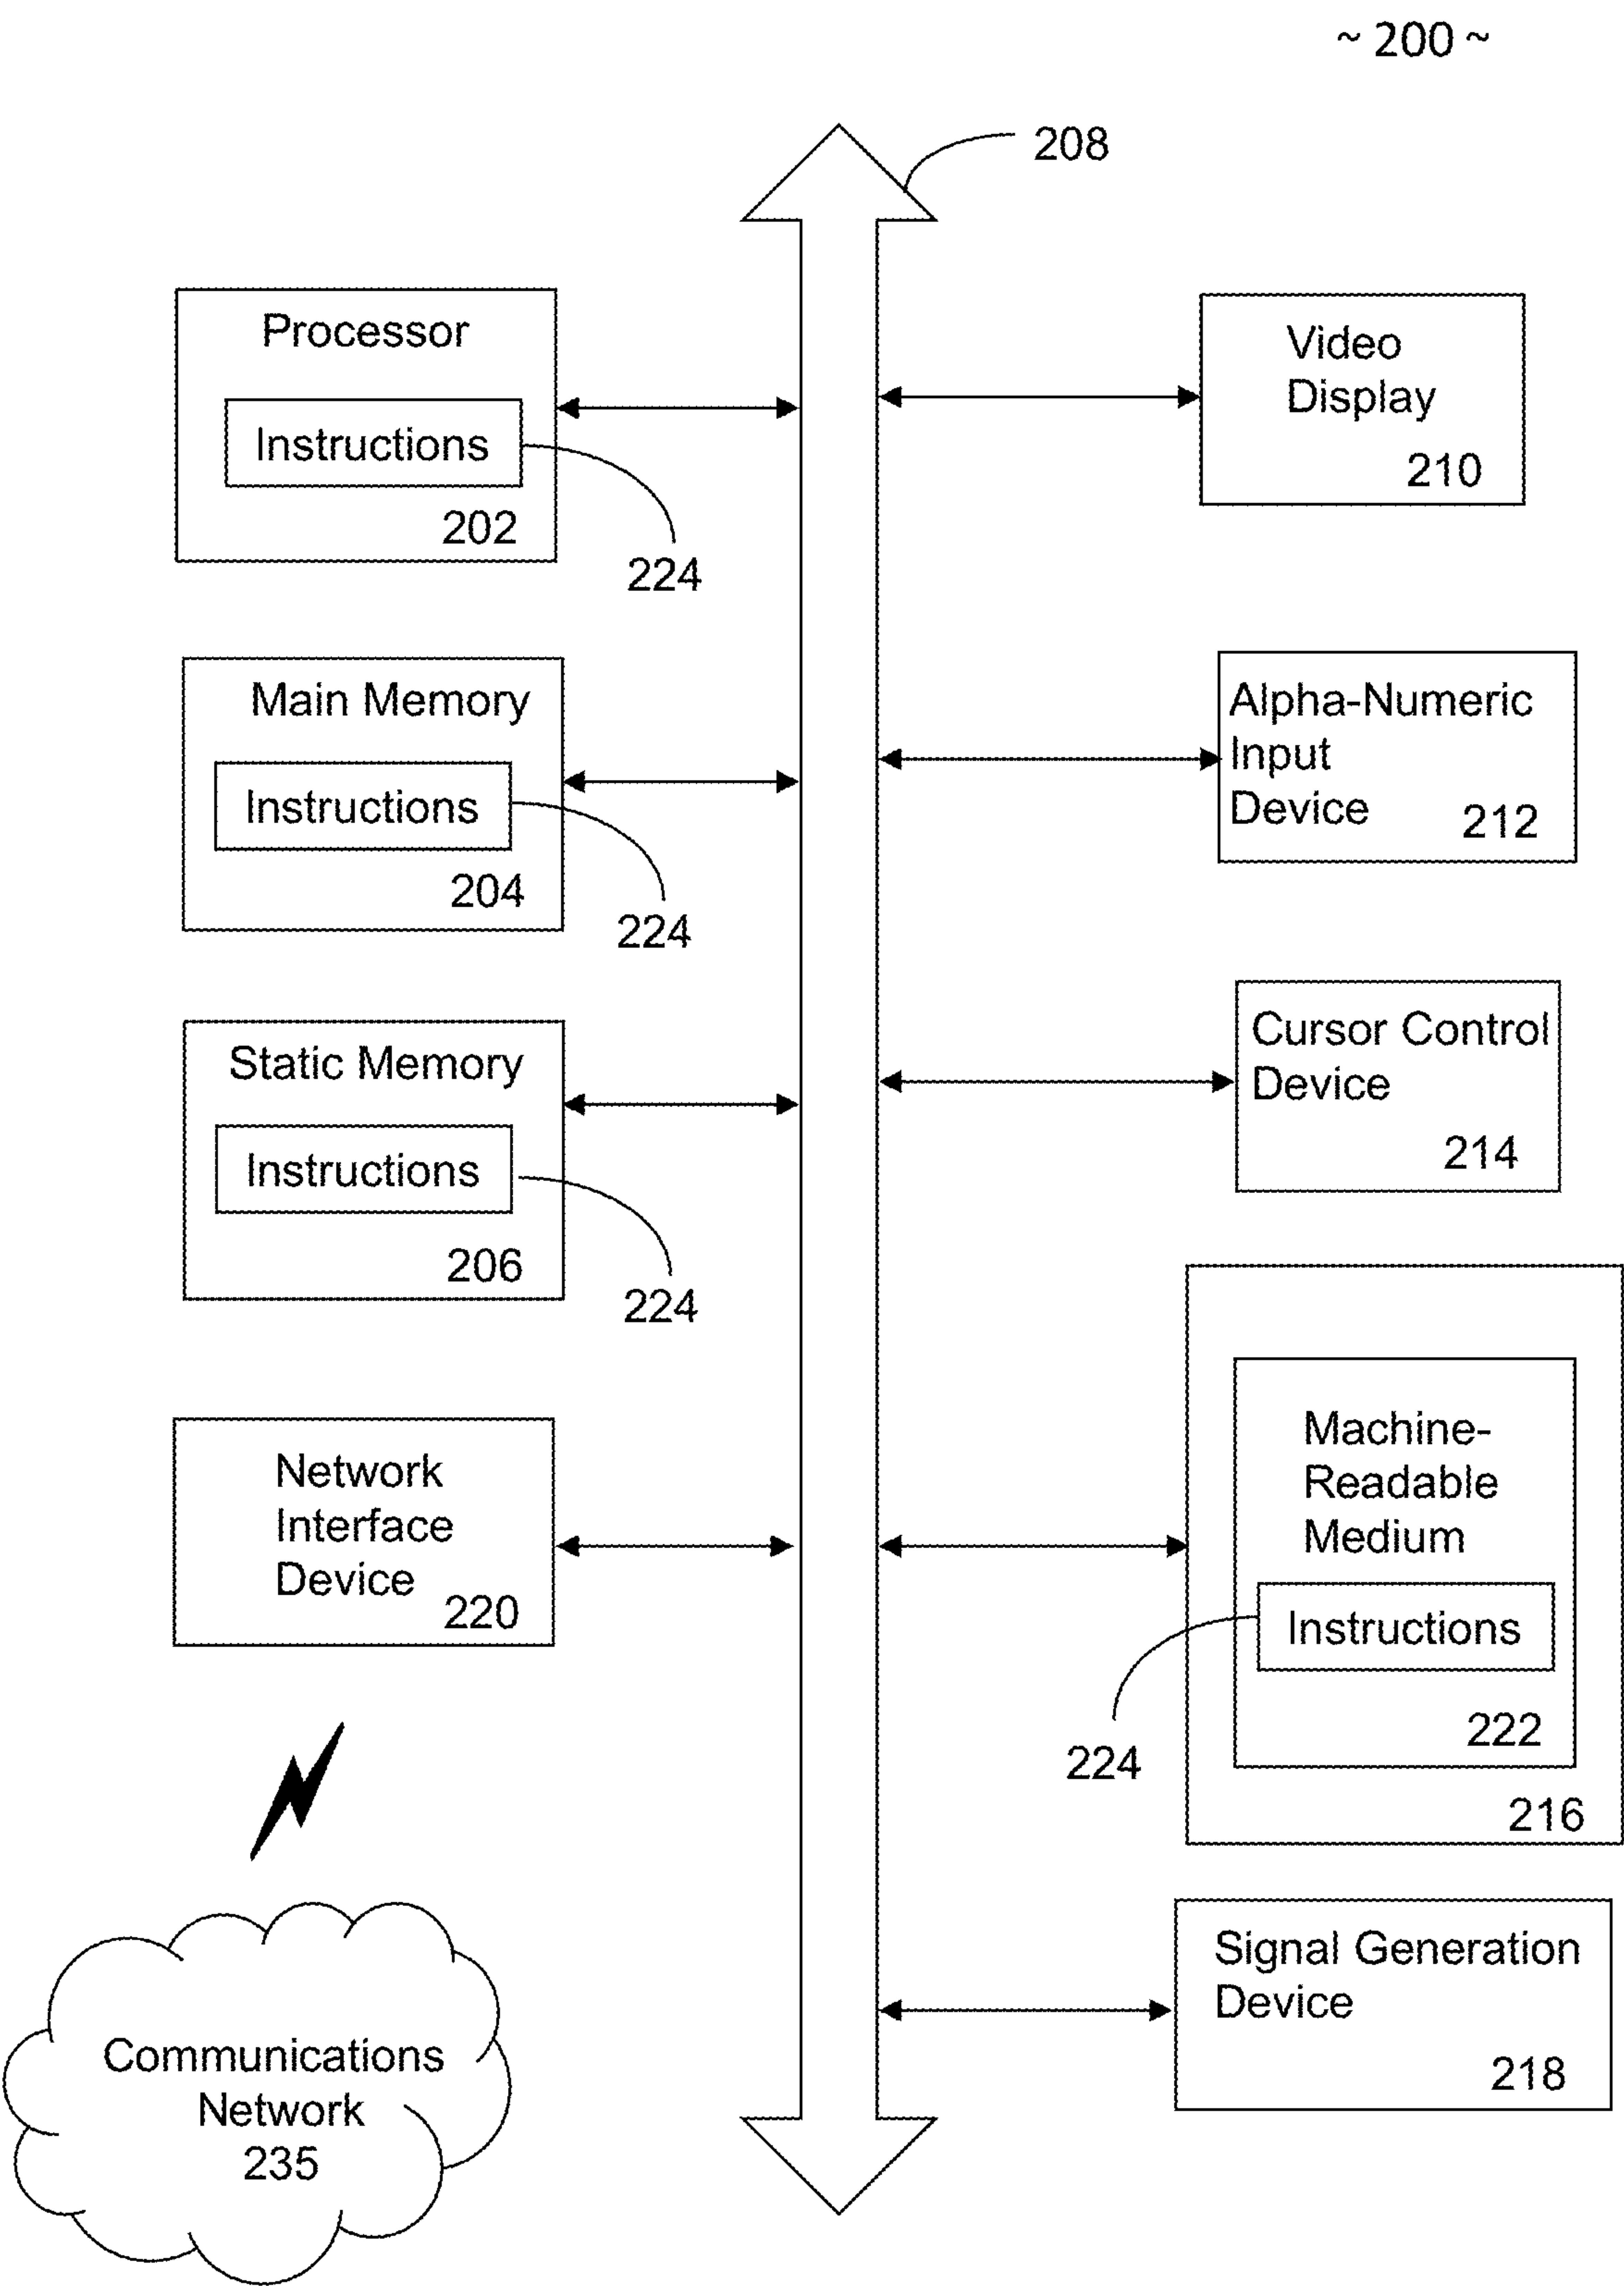 ~ 200 ~
208
Processor
Instructions
202
224
Main Memory
Instructions
204
224
Static Memory
Instructions
206
224
Network
Interface
Device
220
Communications
Network
235
Video
Display
210
Alpha-Numeric
Input
Device
212
Cursor Control
Device
214
Machine-
Readable
Medium
Instructions
222
224
216
Signal Generation
Device
218